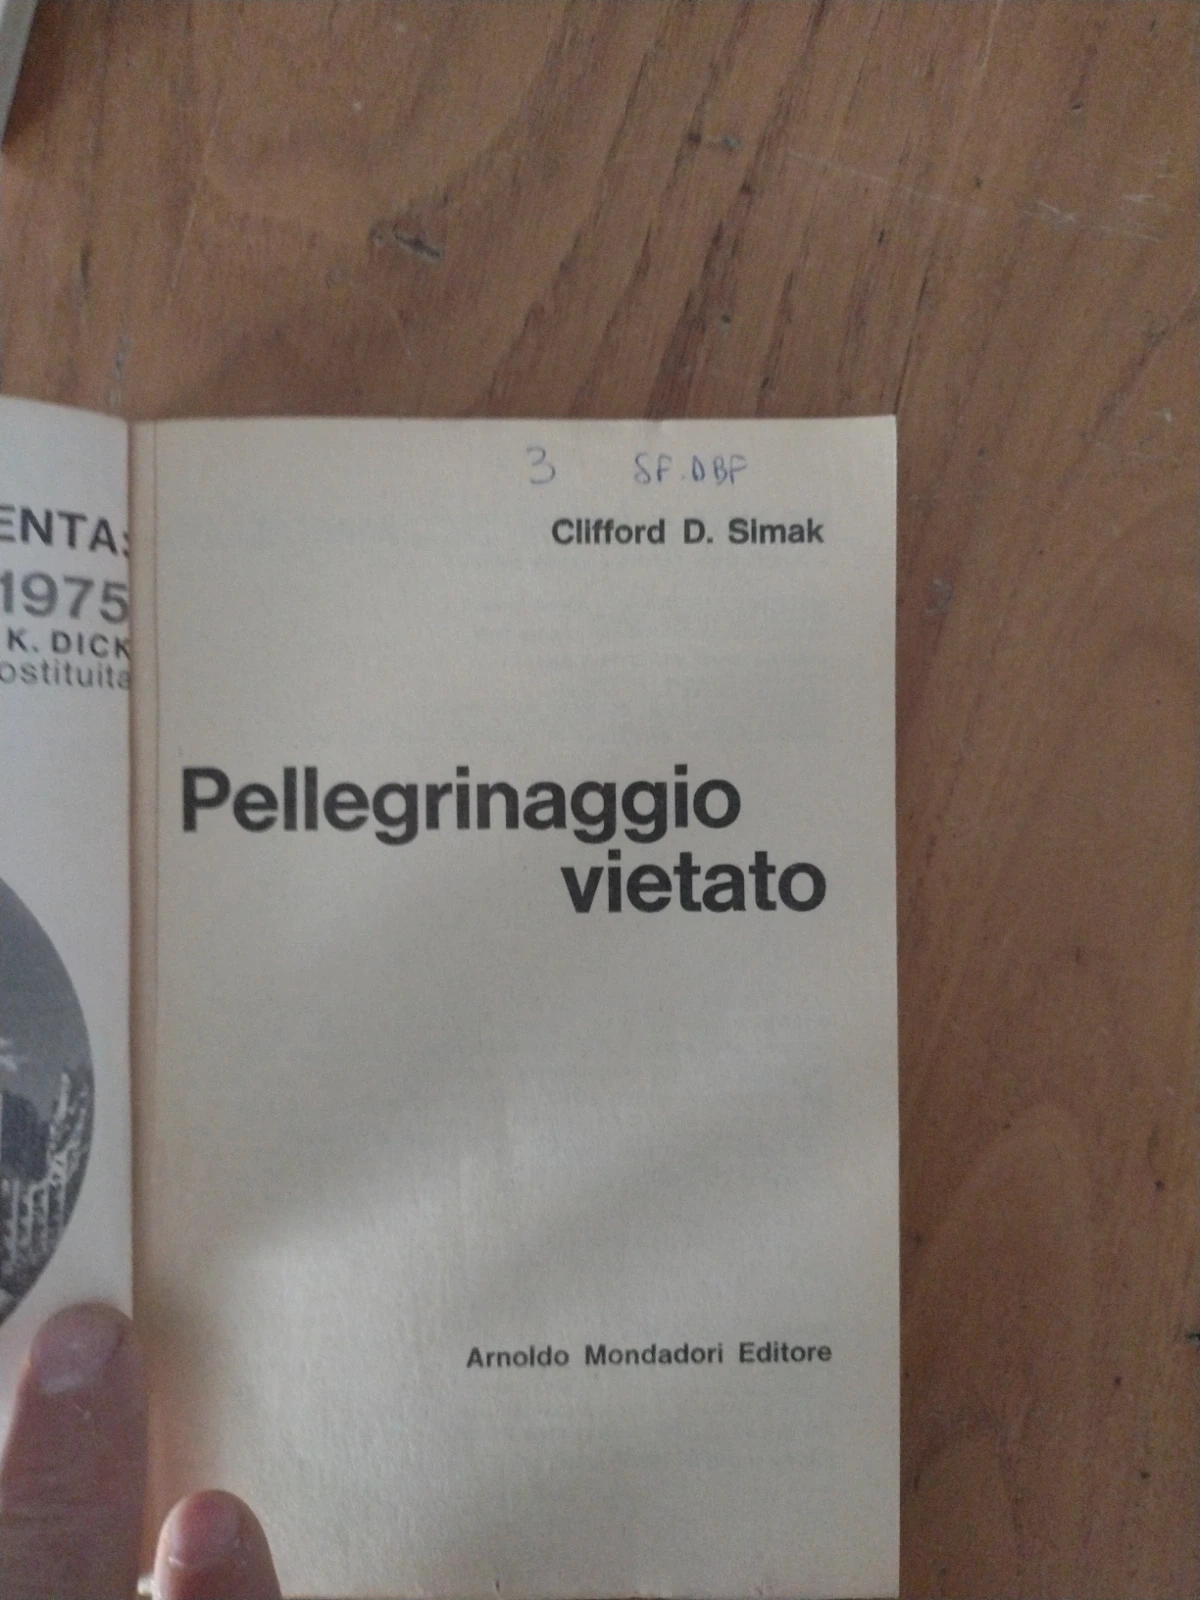 ENTA:
1975
K. DICK
ostituita
3 SF.DBF
Clifford D. Simak
Pellegrinaggio
vietato
Arnoldo Mondadori Editore